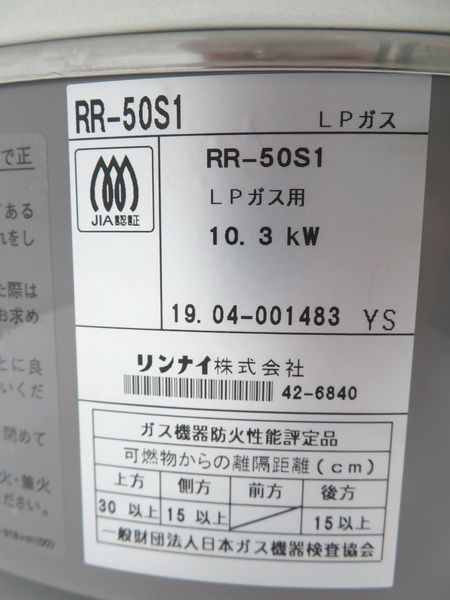 RR-50S1 LPガス
JIA認証
RR-50S1
LPガス用
10.3 kW
19.04-001483 YS
リンナイ株式会社
42-6840
ガス機器防火性能評定品
可燃物からの離隔距離(cm)
上方 側方 前方 後方
30 以上 15 以上 15 以上
一般財団法人日本ガス機器検査協会
で正
ある
れをし
た際は
お求め
とに良
いくだ
閉めて
火・着火
ださい。